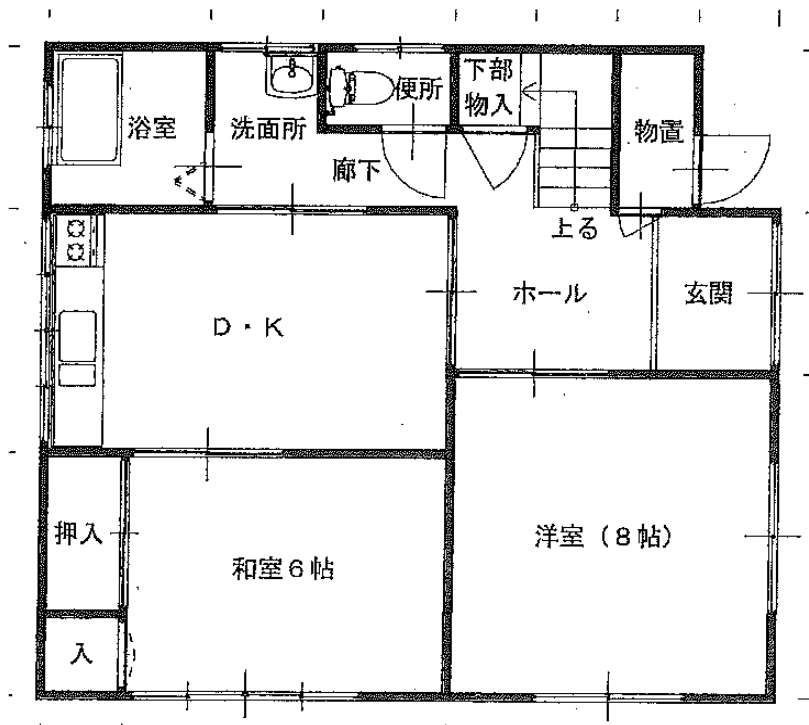 下部
物入
便所
浴室
洗面所
物置
廊下
上る
ホール
玄関
D・K
押入
和室6帖
洋室(8帖)
入